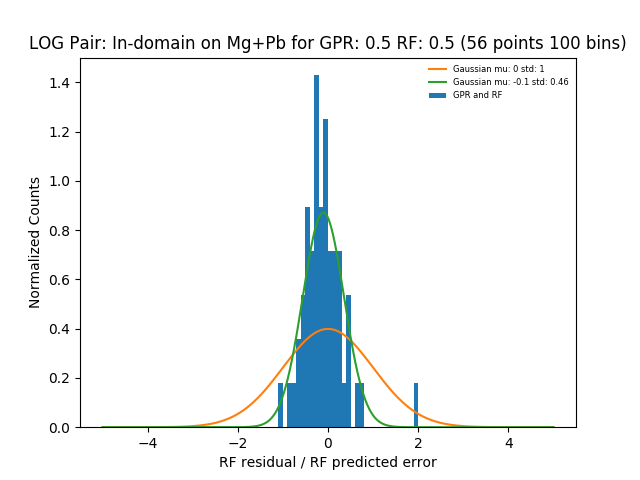 LOG Pair: In-domain on Mg+Pb for GPR: 0.5 RF: 0.5 (56 points 100 bins)
Gaussian mu: 0 std: 1
Gaussian mu: -0.1 std: 0.46
GPR and RF
Normalized Counts
1.4
1.2
1.0
0.8
0.6
0.4
0.2
0.0
−4
−2
0
2
4
RF residual / RF predicted error